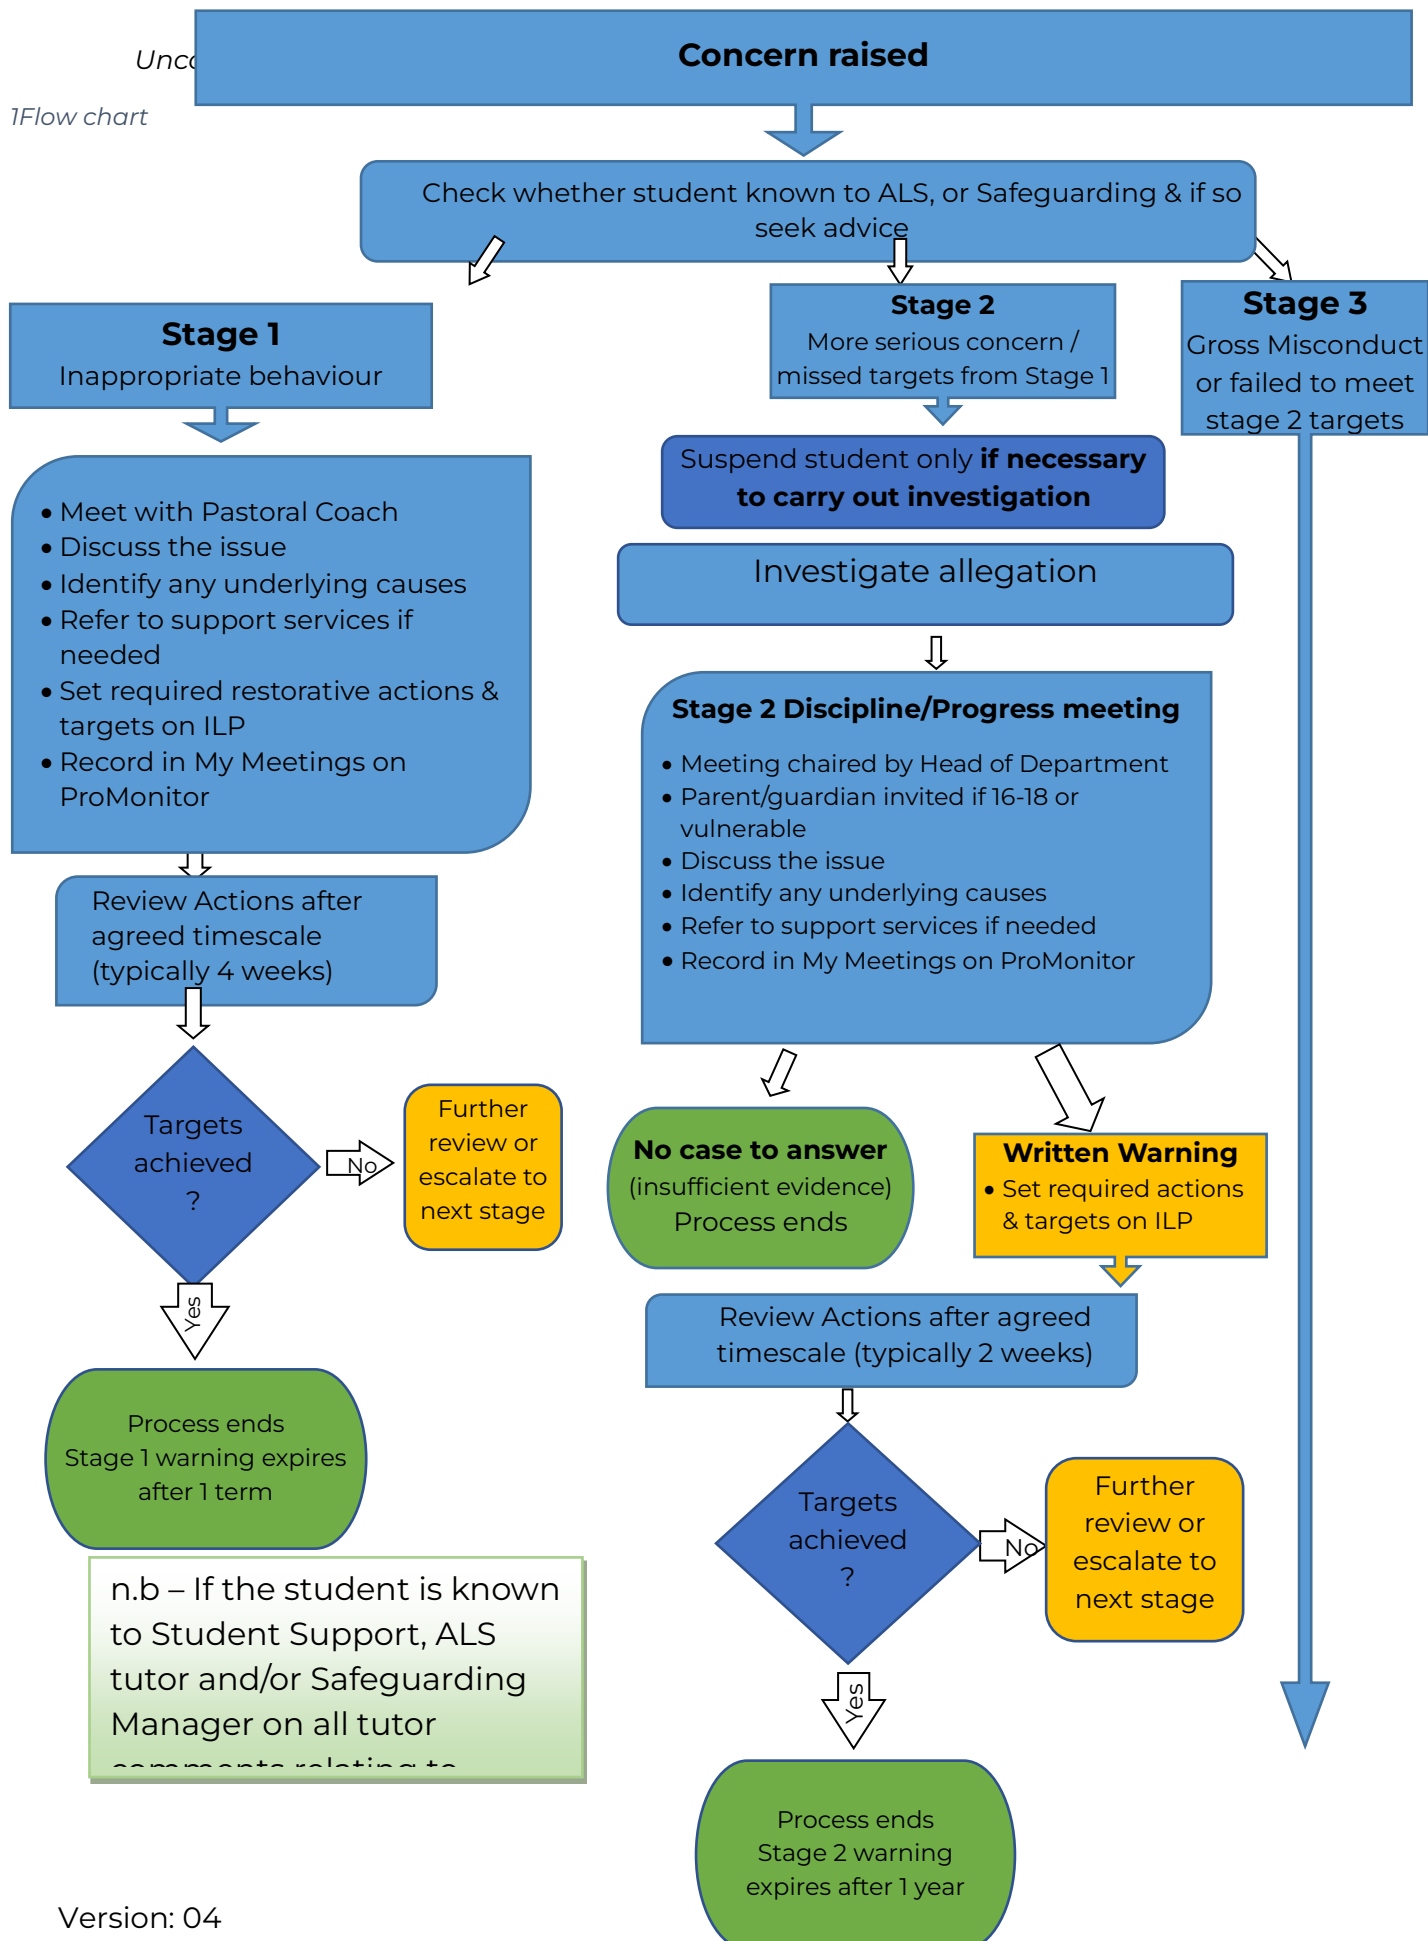 Concern raised
1Flow chart
Check whether student known to ALS, or Safeguarding & if so
seek advice
Stage 1
Inappropriate behaviour
Stage 2
More serious concern /
missed targets from Stage 1
Stage 3
Gross Misconduct
or failed to meet
stage 2 targets
• Meet with Pastoral Coach
• Discuss the issue
• Identify any underlying causes
• Refer to support services if
needed
• Set required restorative actions &
targets on ILP
• Record in My Meetings on
ProMonitor
Review Actions after
agreed timescale
(typically 4 weeks)
Targets
achieved
?
No
Further
review or
escalate to
next stage
Yes
Process ends
Stage 1 warning expires
after 1 term
n.b – If the student is known
to Student Support, ALS
tutor and/or Safeguarding
Manager on all tutor
comments relating to
Suspend student only if necessary
to carry out investigation
Investigate allegation
Stage 2 Discipline/Progress meeting
• Meeting chaired by Head of Department
• Parent/guardian invited if 16-18 or
vulnerable
• Discuss the issue
• Identify any underlying causes
• Refer to support services if needed
• Record in My Meetings on ProMonitor
No case to answer
(insufficient evidence)
Process ends
Written Warning
• Set required actions
& targets on ILP
Review Actions after agreed
timescale (typically 2 weeks)
Targets
achieved
?
No
Further
review or
escalate to
next stage
Yes
Process ends
Stage 2 warning
expires after 1 year
Version: 04